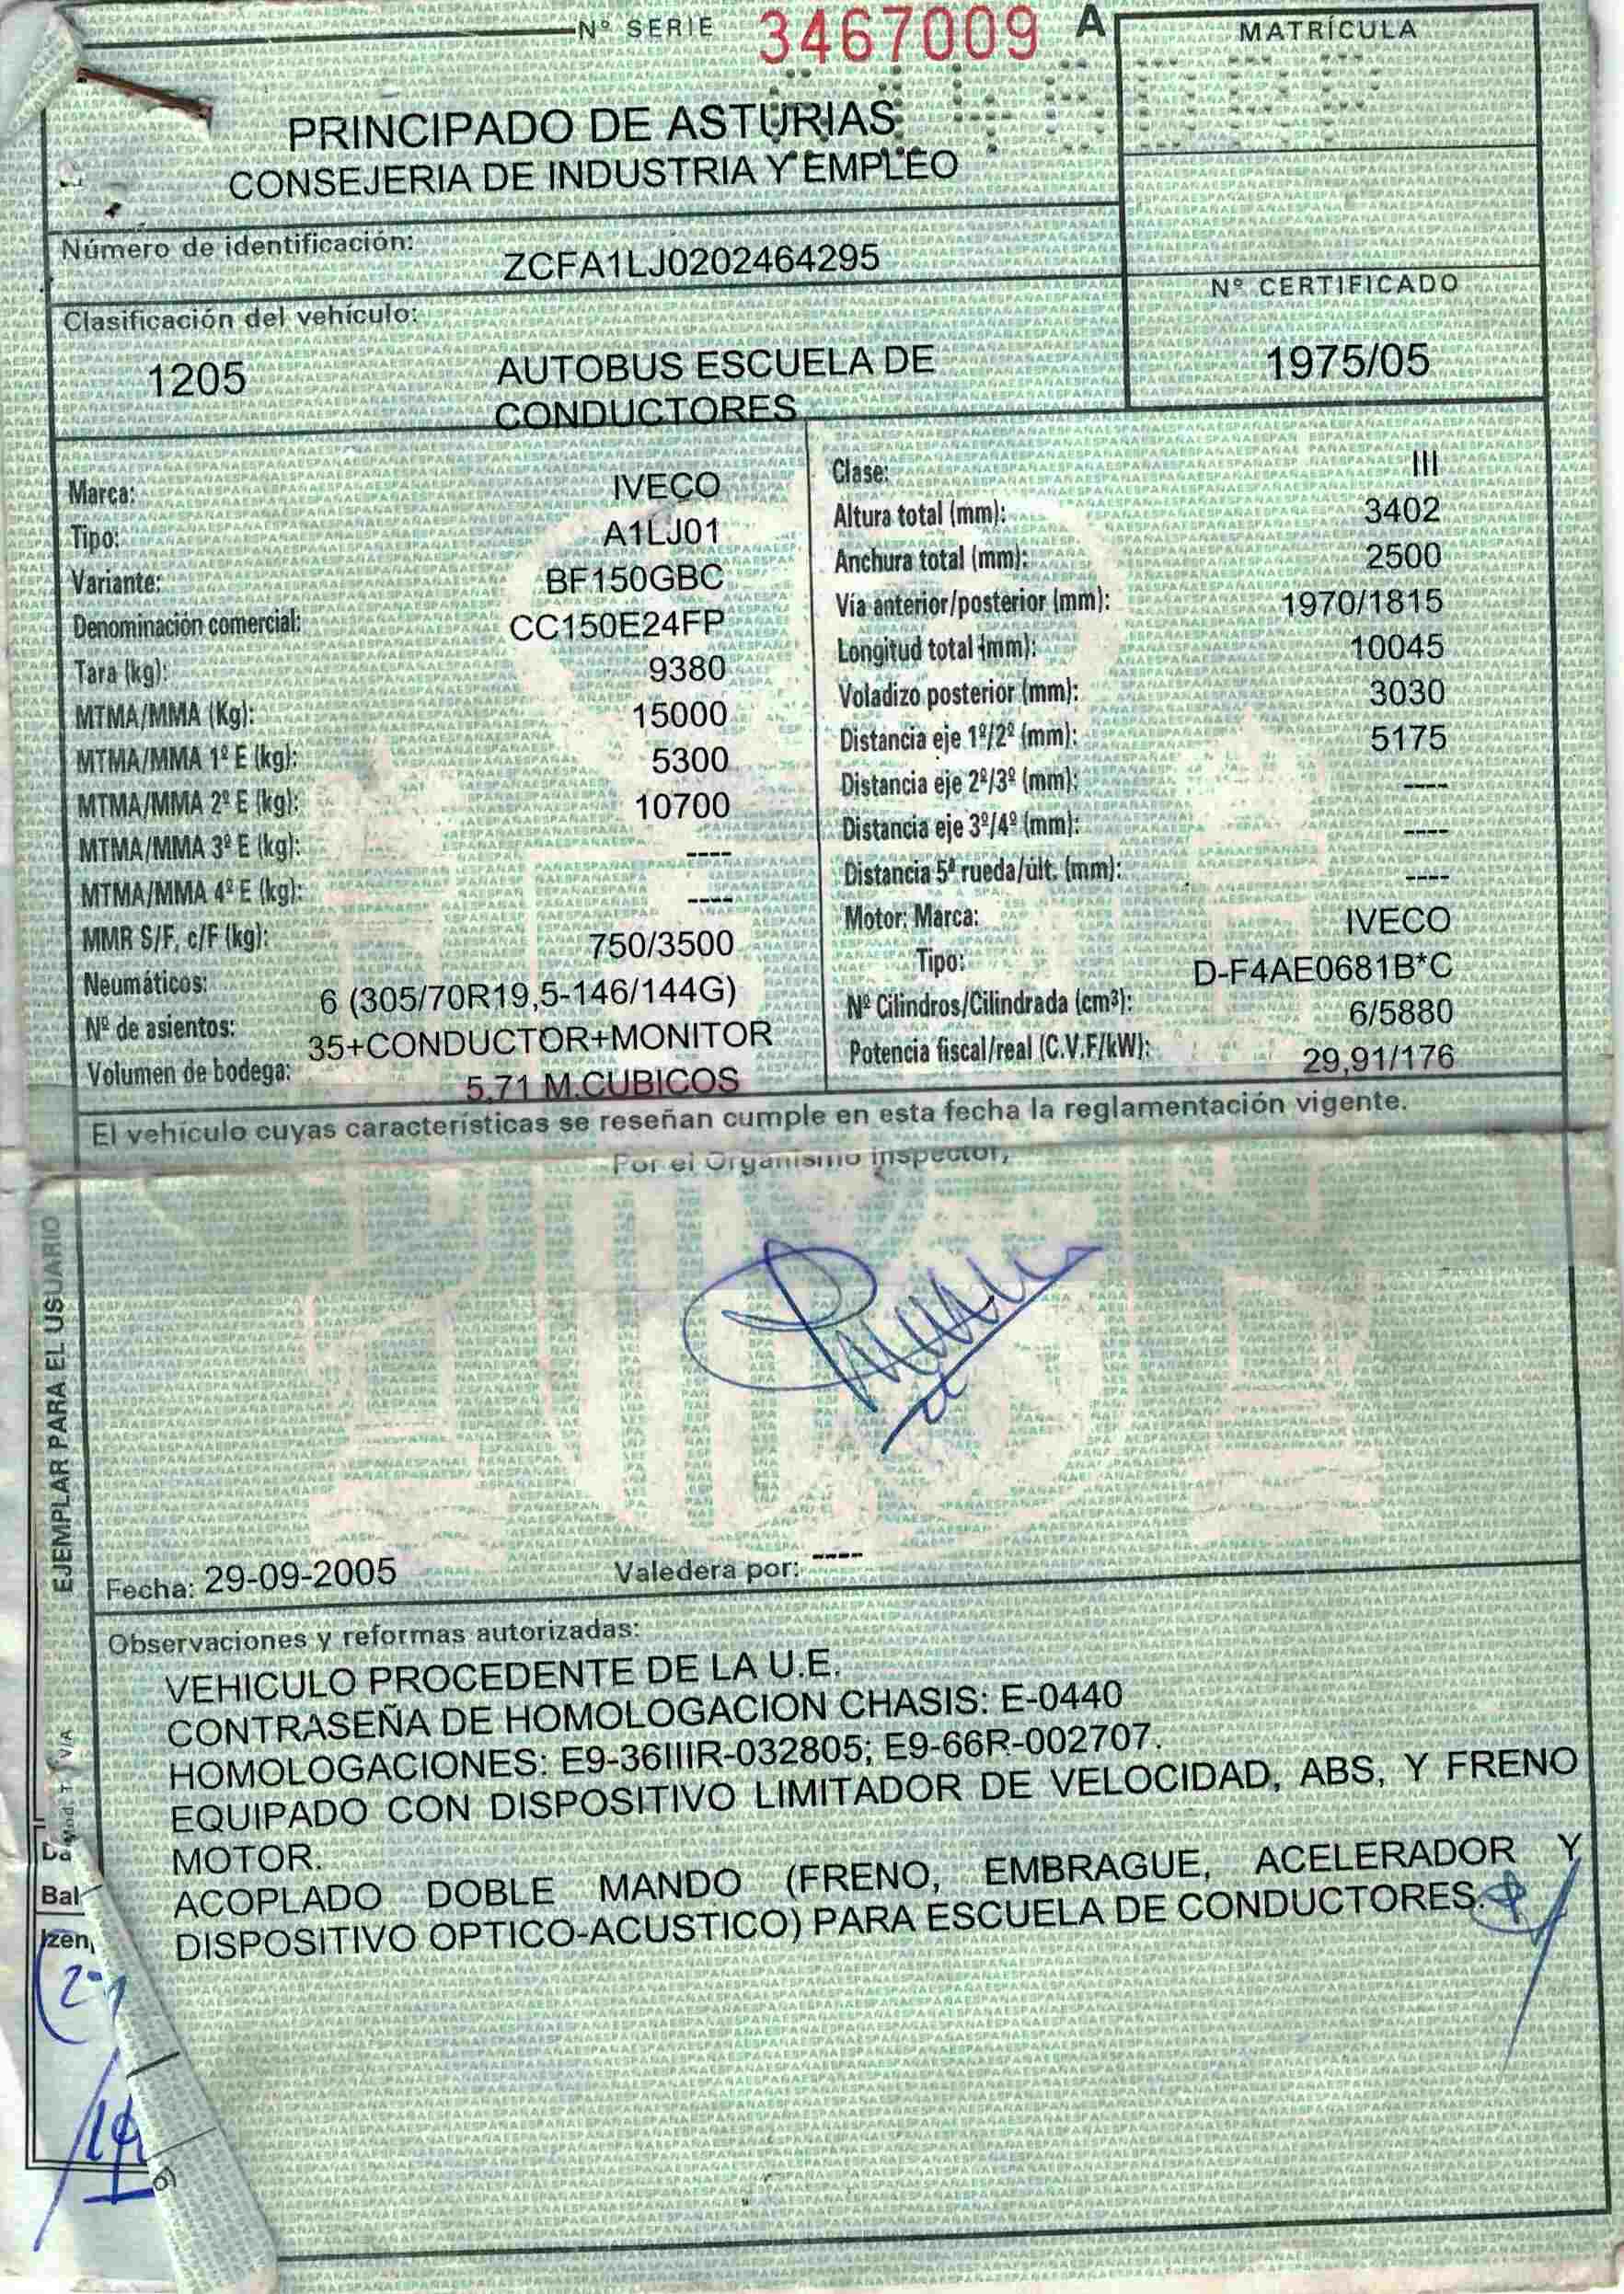 Nº SERIE 3467009 A
MATRÍCULA
PRINCIPADO DE ASTURIAS
CONSEJERIA DE INDUSTRIA Y EMPLEO
Número de identificación: ZCFA1LJ0202464295
Nº CERTIFICADO
1975/05
Clasificación del vehículo:
1205 AUTOBUS ESCUELA DE
CONDUCTORES
Marca: IVECO
Tipo: A1LJ01
Variante: BF150GBC
Denominación comercial: CC150E24FP
Tara (kg): 9380
MTMA/MMA (Kg): 15000
MTMA/MMA 1º E (kg): 5300
MTMA/MMA 2º E (kg): 10700
MTMA/MMA 3º E (kg): ----
MTMA/MMA 4º E (kg): ----
MMR S/F, c/F (kg): 750/3500
Neumáticos: 6 (305/70R19,5-146/144G)
Nº de asientos: 35+CONDUCTOR+MONITOR
Volumen de bodega: 5,71 M.CUBICOS
Clase: III
Altura total (mm): 3402
Anchura total (mm): 2500
Vía anterior/posterior (mm): 1970/1815
Longitud total (mm): 10045
Voladizo posterior (mm): 3030
Distancia eje 1º/2º (mm): 5175
Distancia eje 2º/3º (mm): ----
Distancia eje 3º/4º (mm): ----
Distancia 5ª rueda/últ. (mm): ----
Motor: Marca: IVECO
Tipo: D-F4AE0681B*C
Nº Cilindros/Cilindrada (cm³): 6/5880
Potencia fiscal/real (C.V.F/kW): 29,91/176
El vehículo cuyas características se reseñan cumple en esta fecha la reglamentación vigente.
Por el Organismo inspector,
EJEMPLAR PARA EL USUARIO
Fecha: 29-09-2005 Valedera por: ----
Observaciones y reformas autorizadas:
VEHICULO PROCEDENTE DE LA U.E.
CONTRASEÑA DE HOMOLOGACION CHASIS: E-0440
HOMOLOGACIONES: E9-36IIIR-032805; E9-66R-002707.
EQUIPADO CON DISPOSITIVO LIMITADOR DE VELOCIDAD, ABS, Y FRENO
MOTOR.
ACOPLADO DOBLE MANDO (FRENO, EMBRAGUE, ACELERADOR Y
DISPOSITIVO OPTICO-ACUSTICO) PARA ESCUELA DE CONDUCTORES.